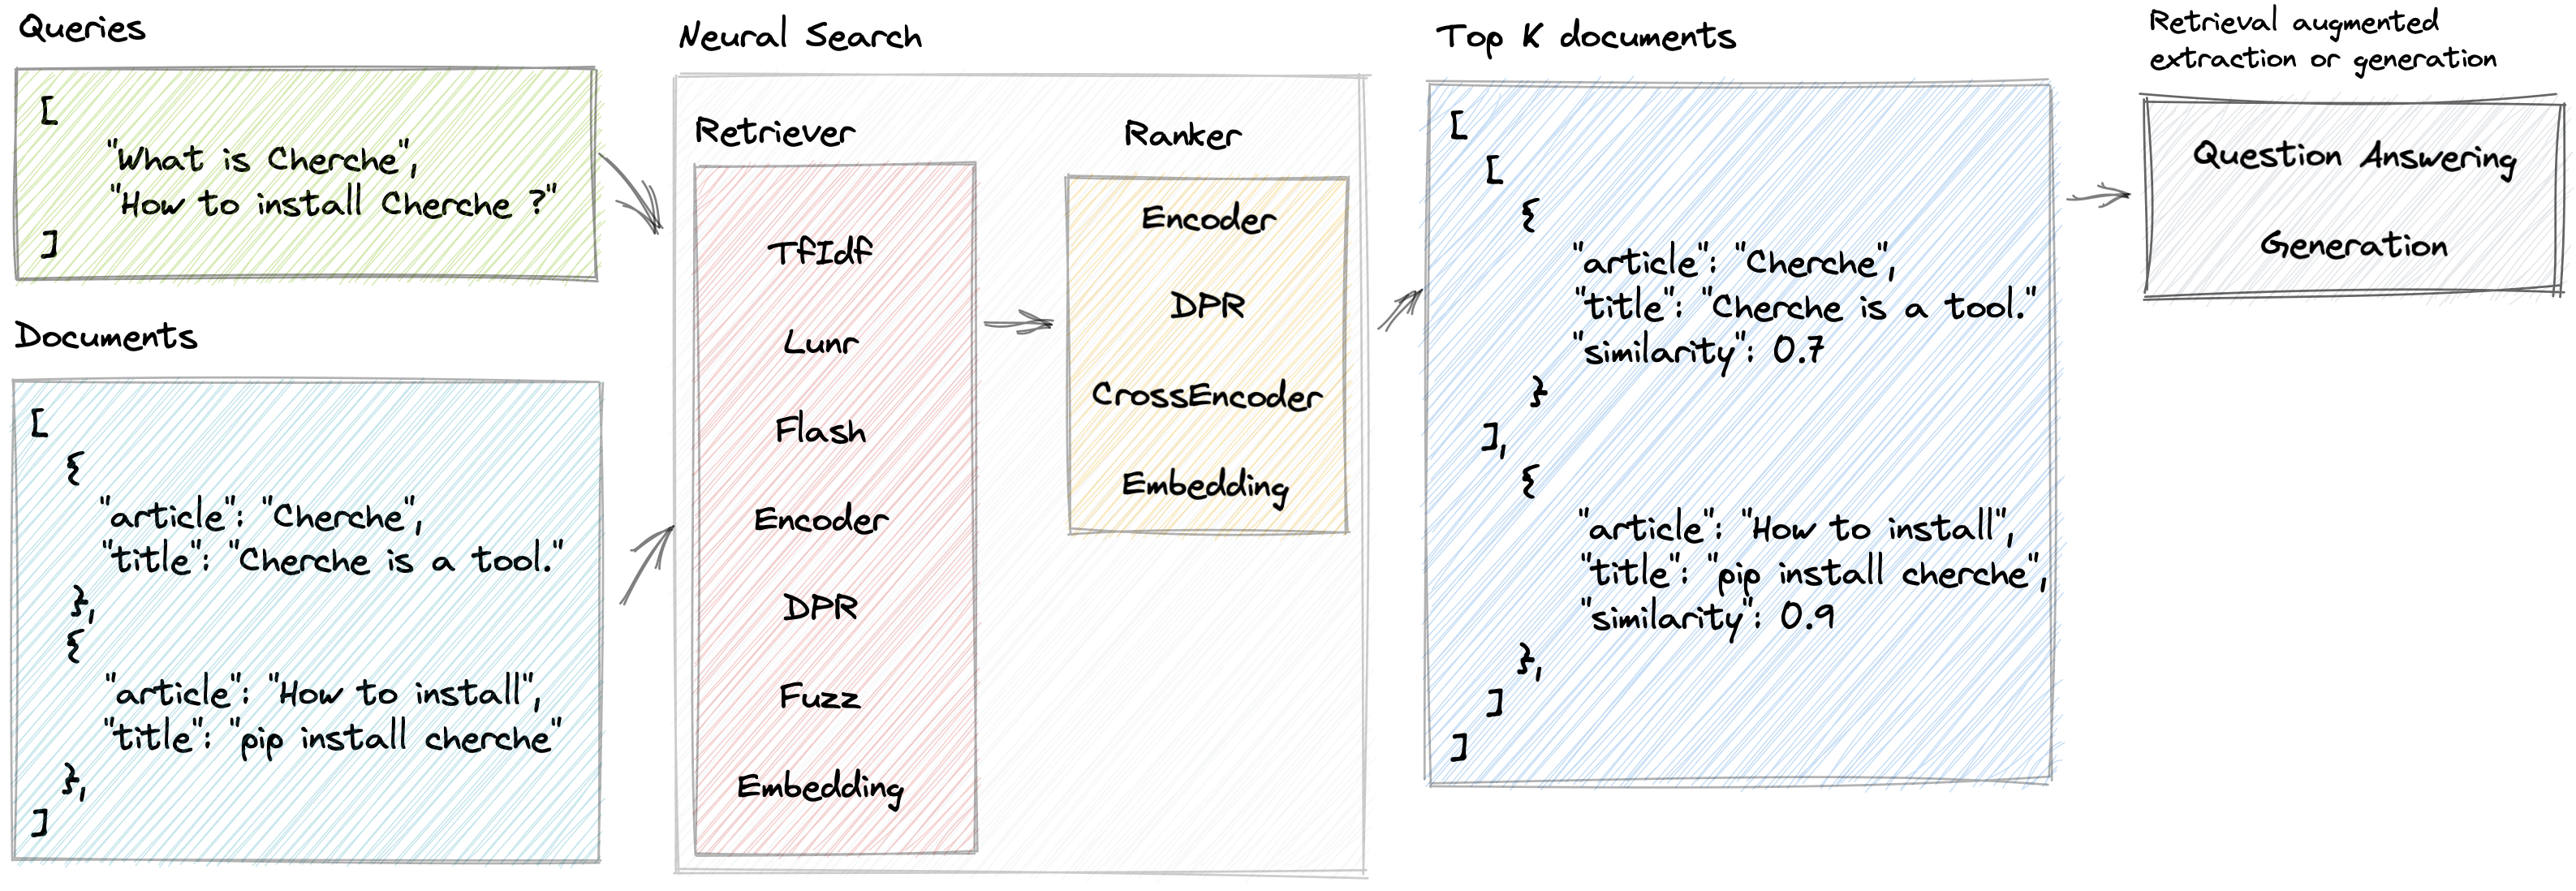 Queries
[
"What is Cherche",
"How to install Cherche ?"
]
Documents
[
{
"article": "Cherche",
"title": "Cherche is a tool."
},
{
"article": "How to install",
"title": "pip install cherche"
},
]
Neural Search
Retriever
TfIdf
Lunr
Flash
Encoder
DPR
Fuzz
Embedding
Ranker
Encoder
DPR
CrossEncoder
Embedding
Top K documents
[
[
{
"article": "Cherche",
"title": "Cherche is a tool."
"similarity": 0.7
}
],
{
"article": "How to install",
"title": "pip install cherche",
"similarity": 0.9
},
]
]
Retrieval augmented
extraction or generation
Question Answering
Generation